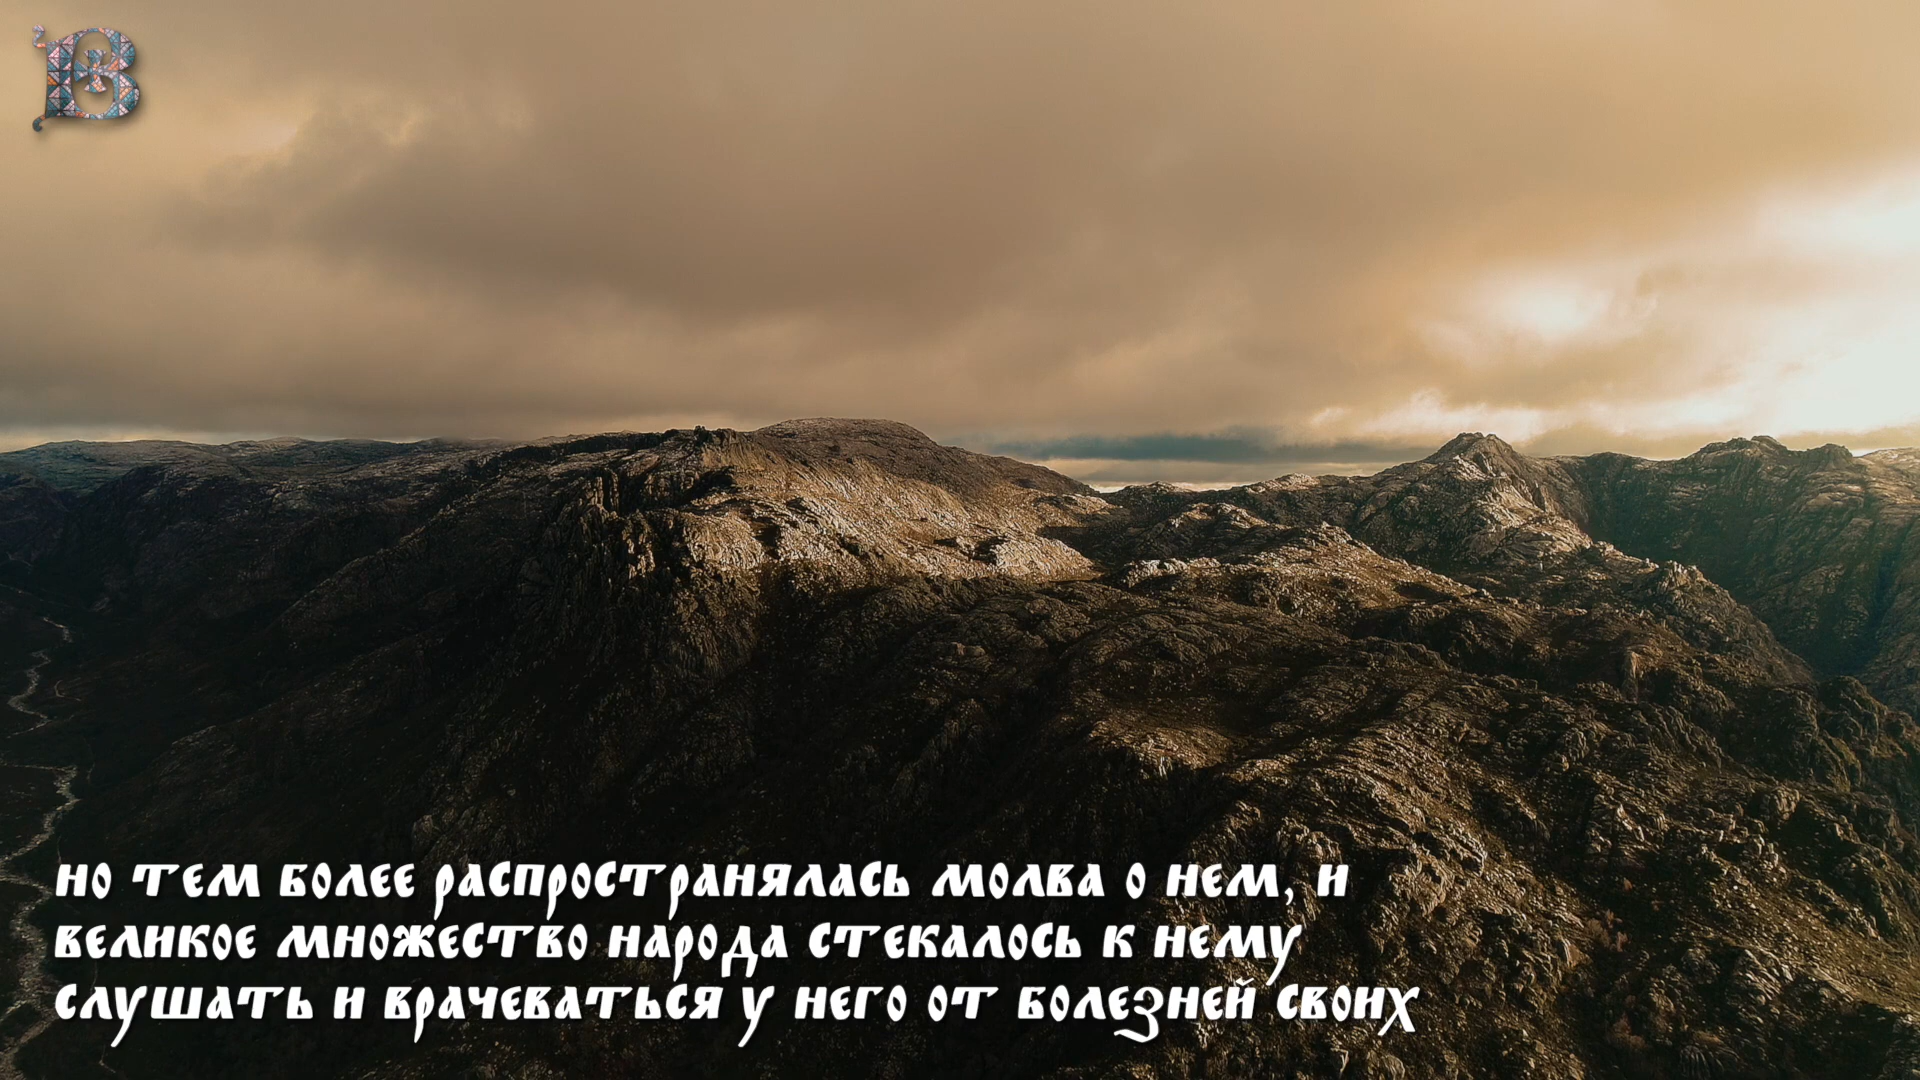 В
но тем более распространялась молва о нем, и
великое множество народа стекалось к нему
слушать и врачеваться у него от болезней своих